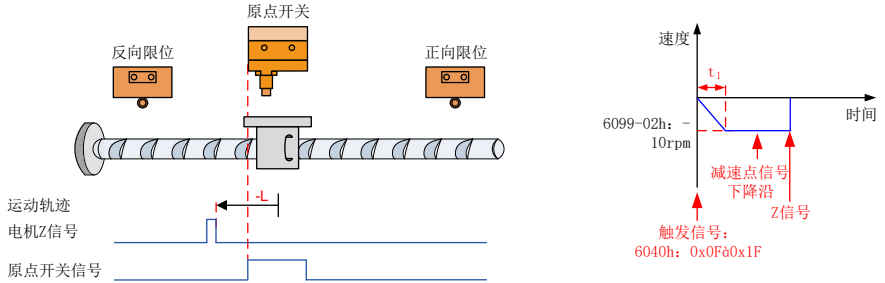 原点开关
反向限位
正向限位
-L
运动轨迹
电机Z信号
原点开关信号
速度
t1
时间
6099-02h: -
10rpm
减速点信号
下降沿
Z信号
触发信号:
6040h: 0x0Fà0x1F